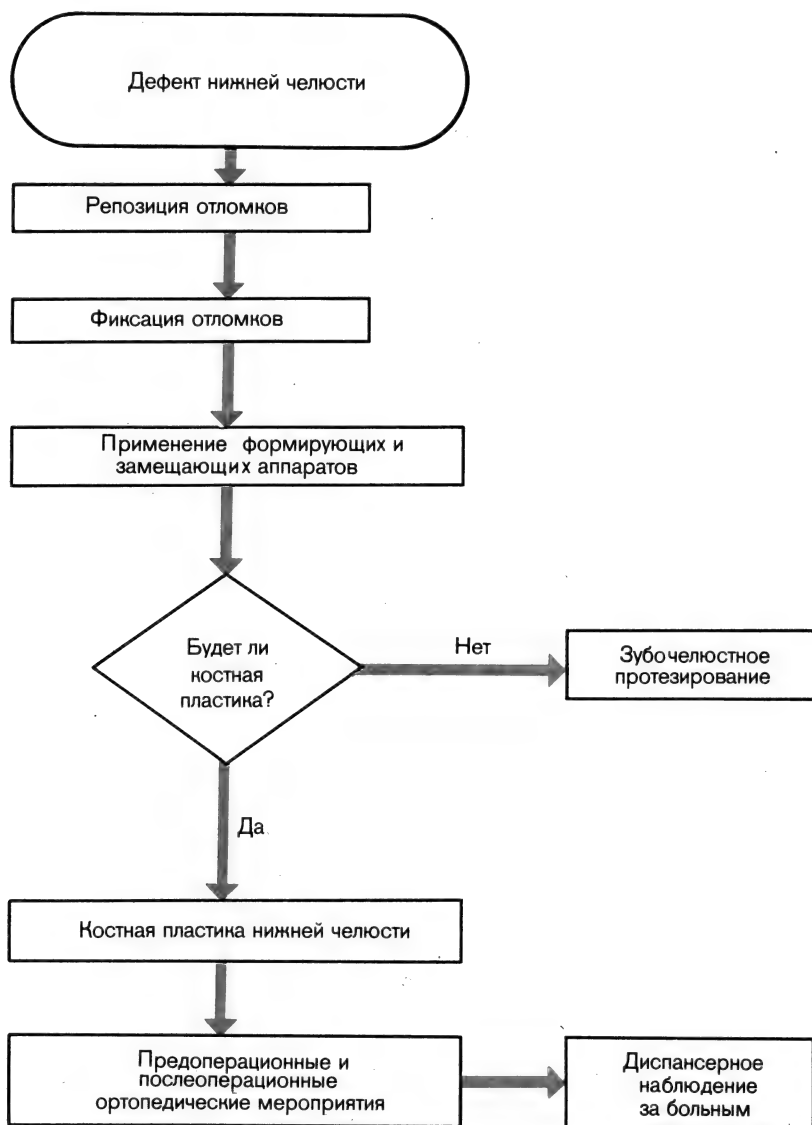 Дефект нижней челюсти
Репозиция отломков
Фиксация отломков
Применение формирующих и
замещающих аппаратов
Будет ли
костная
пластика?
Нет
Зубочелюстное
протезирование
Да
Костная пластика нижней челюсти
Предоперационные и
послеоперационные
ортопедические мероприятия
Диспансерное
наблюдение
за больным